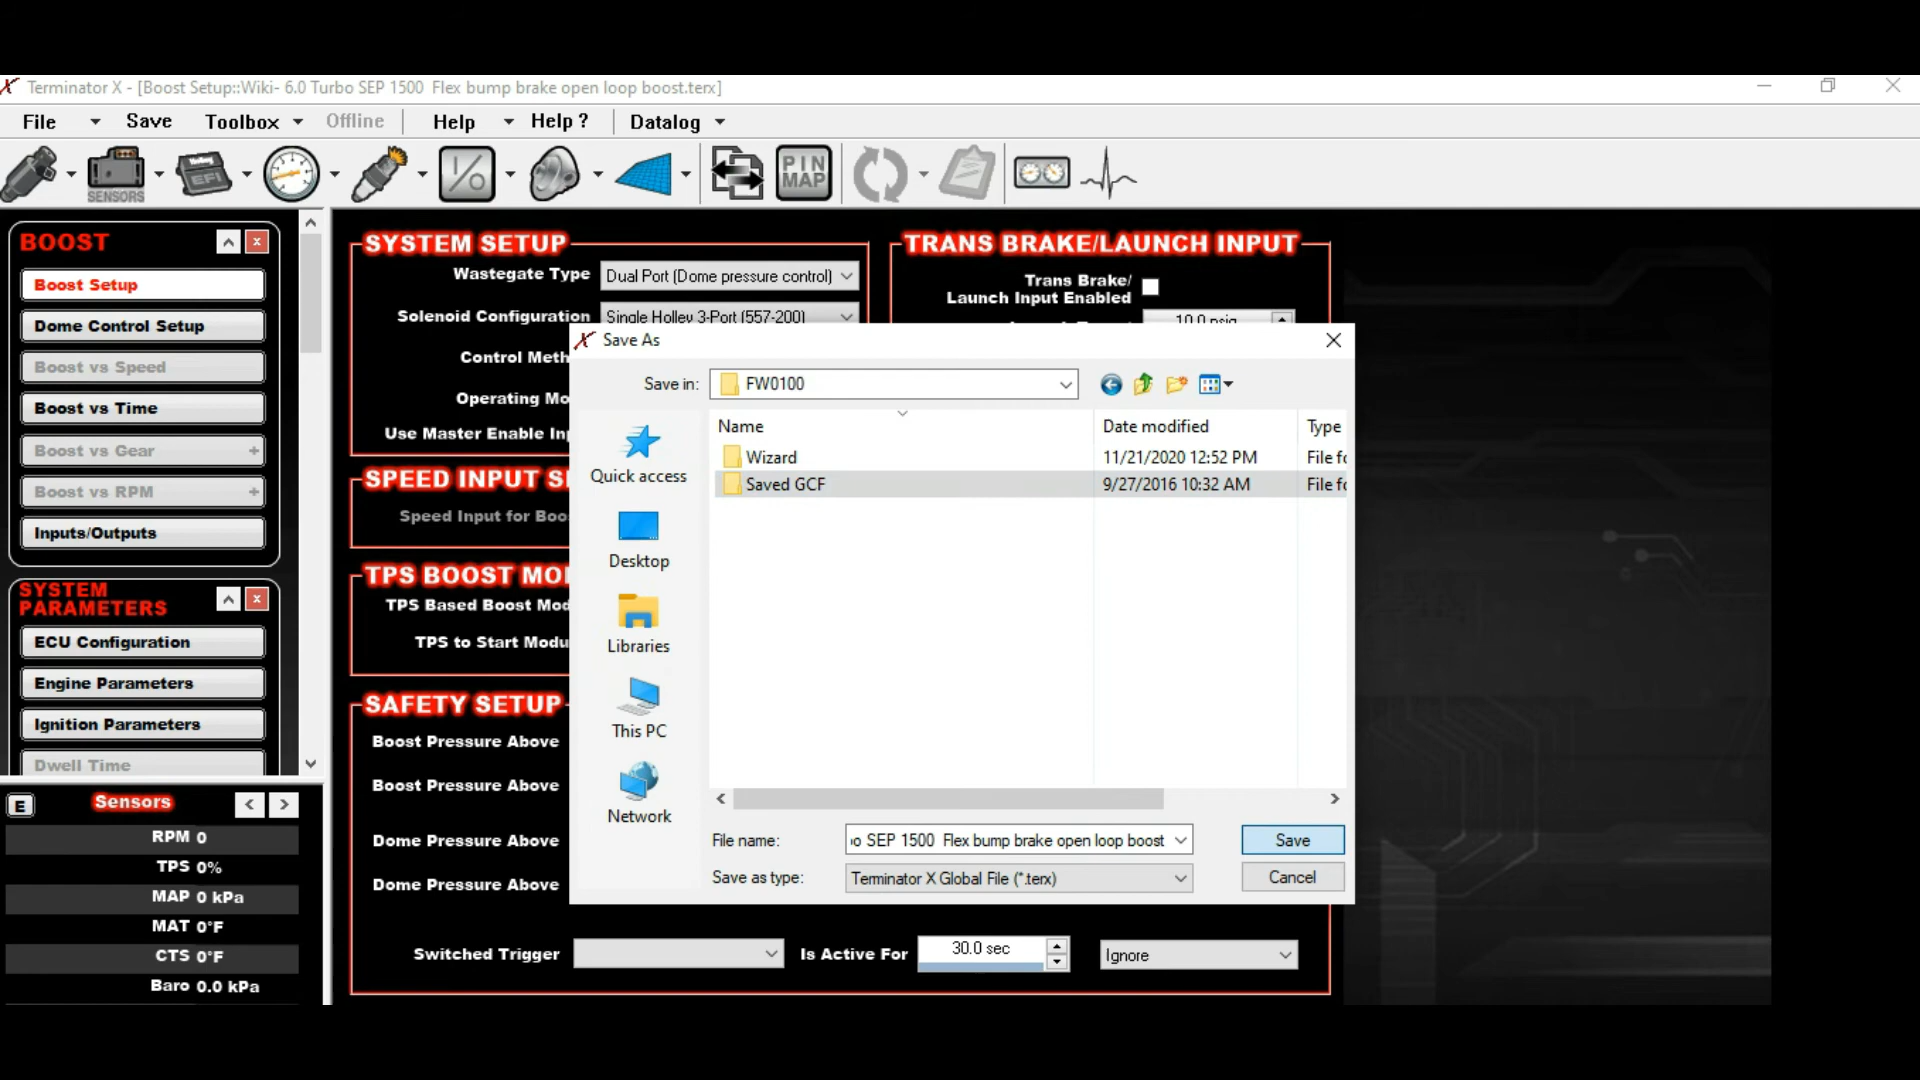 Terminator X - [Boost Setup::Wiki- 6.0 Turbo SEP 1500  Flex bump brake open loop boost.terx]
File Save Toolbox Offline Help Help ? Datalog
SENSORS
Holley
EFI
I/O
PIN
MAP
BOOST
Boost Setup
Dome Control Setup
Boost vs Speed
Boost vs Time
Boost vs Gear +
Boost vs RPM +
Inputs/Outputs
SYSTEM
PARAMETERS
ECU Configuration
Engine Parameters
Ignition Parameters
Dwell Time
E Sensors < >
RPM 0
TPS 0%
MAP 0 kPa
MAT 0°F
CTS 0°F
Baro 0.0 kPa
SYSTEM SETUP
Wastegate Type Dual Port (Dome pressure control)
Solenoid Configuration Single Holley 3-Port (557-200)
Control Meth
Operating Mo
Use Master Enable Inp
SPEED INPUT S
Speed Input for Boo
TPS BOOST MO
TPS Based Boost Mod
TPS to Start Modu
SAFETY SETUP
Boost Pressure Above
Boost Pressure Above
Dome Pressure Above
Dome Pressure Above
Switched Trigger Is Active For 30.0 sec Ignore
TRANS BRAKE/LAUNCH INPUT
Trans Brake/
Launch Input Enabled
10.0 psig
Save As
Save in: FW0100
Quick access
Desktop
Libraries
This PC
Network
Name Date modified Type
Wizard 11/21/2020 12:52 PM File fo
Saved GCF 9/27/2016 10:32 AM File fo
File name: o SEP 1500  Flex bump brake open loop boost Save
Save as type: Terminator X Global File (*.terx) Cancel